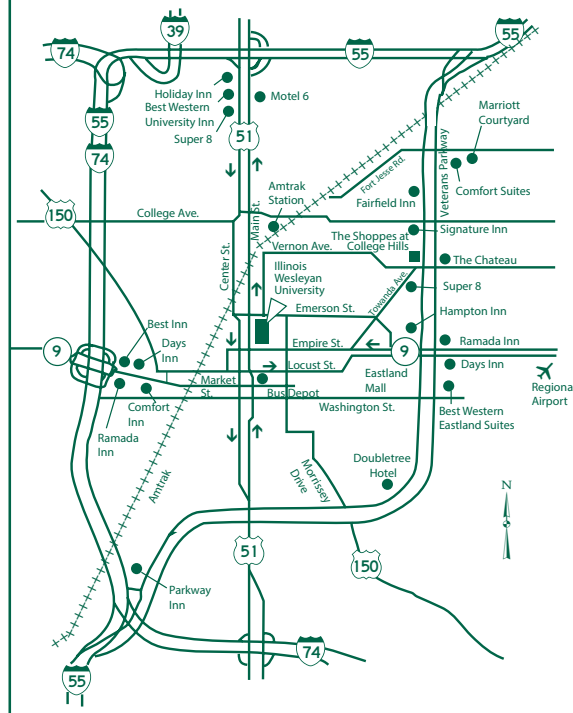 39
55
74
55
Holiday Inn
Best Western
University Inn
Super 8
Motel 6
Marriott
Courtyard
55
51
74
Fort Jesse Rd.
Veterans Parkway
Comfort Suites
Amtrak
Station
Fairfield Inn
150
College Ave.
Main St.
Center St.
The Shoppes at
College Hills
Signature Inn
Vernon Ave.
The Chateau
Illinois
Wesleyan
University
Towanda Ave.
Super 8
Emerson St.
Hampton Inn
Best Inn
Days
Inn
Empire St.
9
9
Ramada Inn
Locust St.
Days Inn
Market
St.
Bus Depot
Eastland
Mall
Regiona
Airport
Comfort
Inn
Washington St.
Best Western
Eastland Suites
Ramada
Inn
Doubletree
Hotel
Morrissey
Drive
Amtrak
N
51
150
Parkway
Inn
74
55